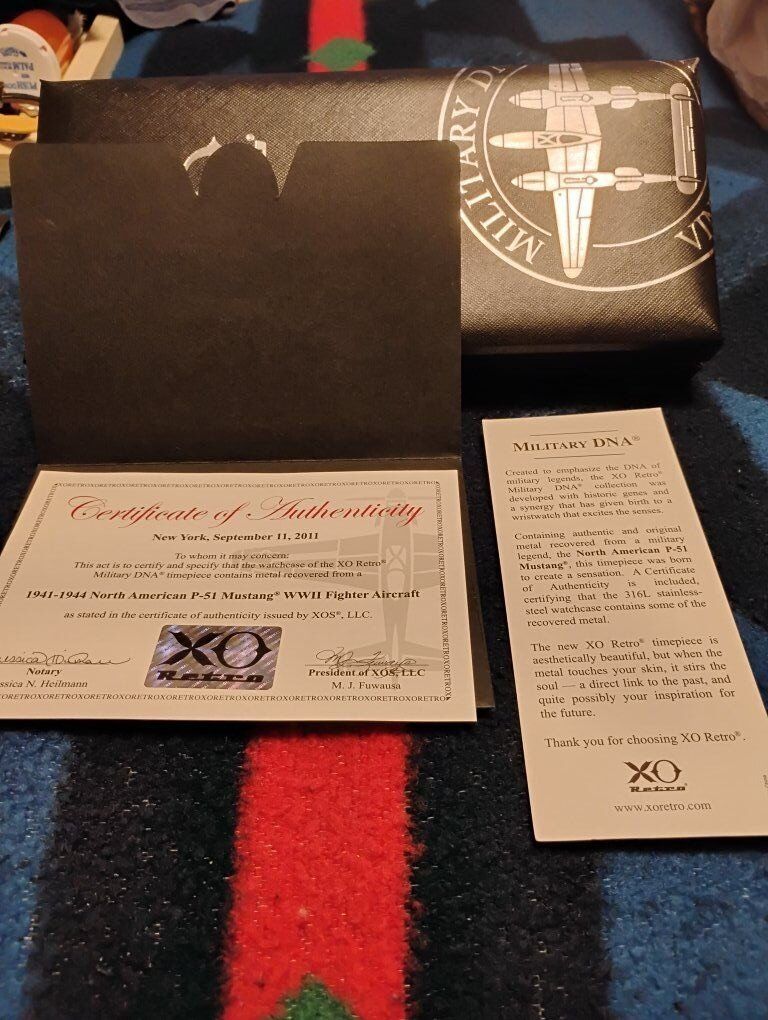 MILITARY D
VIN
PALM
Certificate of Authenticity
New York, September 11, 2011
To whom it may concern:
This act is to certify and specify that the watchcase of the XO Retro®
Military DNA® timepiece contains metal recovered from a
1941-1944 North American P-51 Mustang® WWII Fighter Aircraft
as stated in the certificate of authenticity issued by XOS®, LLC.
XO
Retro
Notary
ssica N. Heilmann
President of XOS, LLC
M. J. Fuwausa
MILITARY DNA®
Created to emphasize the DNA of
military legends, the XO Retro®
Military DNA® collection was
developed with historic genes and
a synergy that has given birth to a
wristwatch that excites the senses.
Containing authentic and original
metal recovered from a military
legend, the North American P-51
Mustang®, this timepiece was born
to create a sensation. A Certificate
of Authenticity is included,
certifying that the 316L stainless-
steel watchcase contains some of the
recovered metal.
The new XO Retro® timepiece is
aesthetically beautiful, but when the
metal touches your skin, it stirs the
soul — a direct link to the past, and
quite possibly your inspiration for
the future.
Thank you for choosing XO Retro®.
XO
Retro®
www.xoretro.com